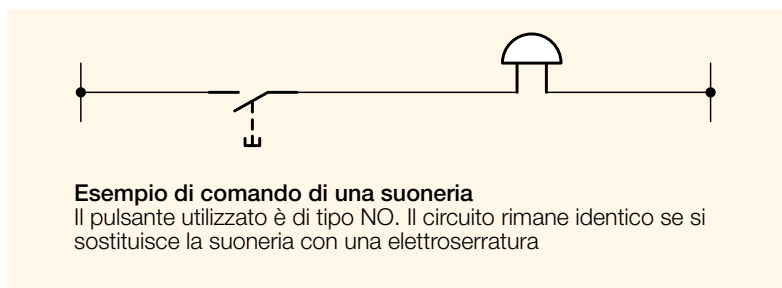 Esempio di comando di una suoneria
Il pulsante utilizzato è di tipo NO. Il circuito rimane identico se si
sostituisce la suoneria con una elettroserratura